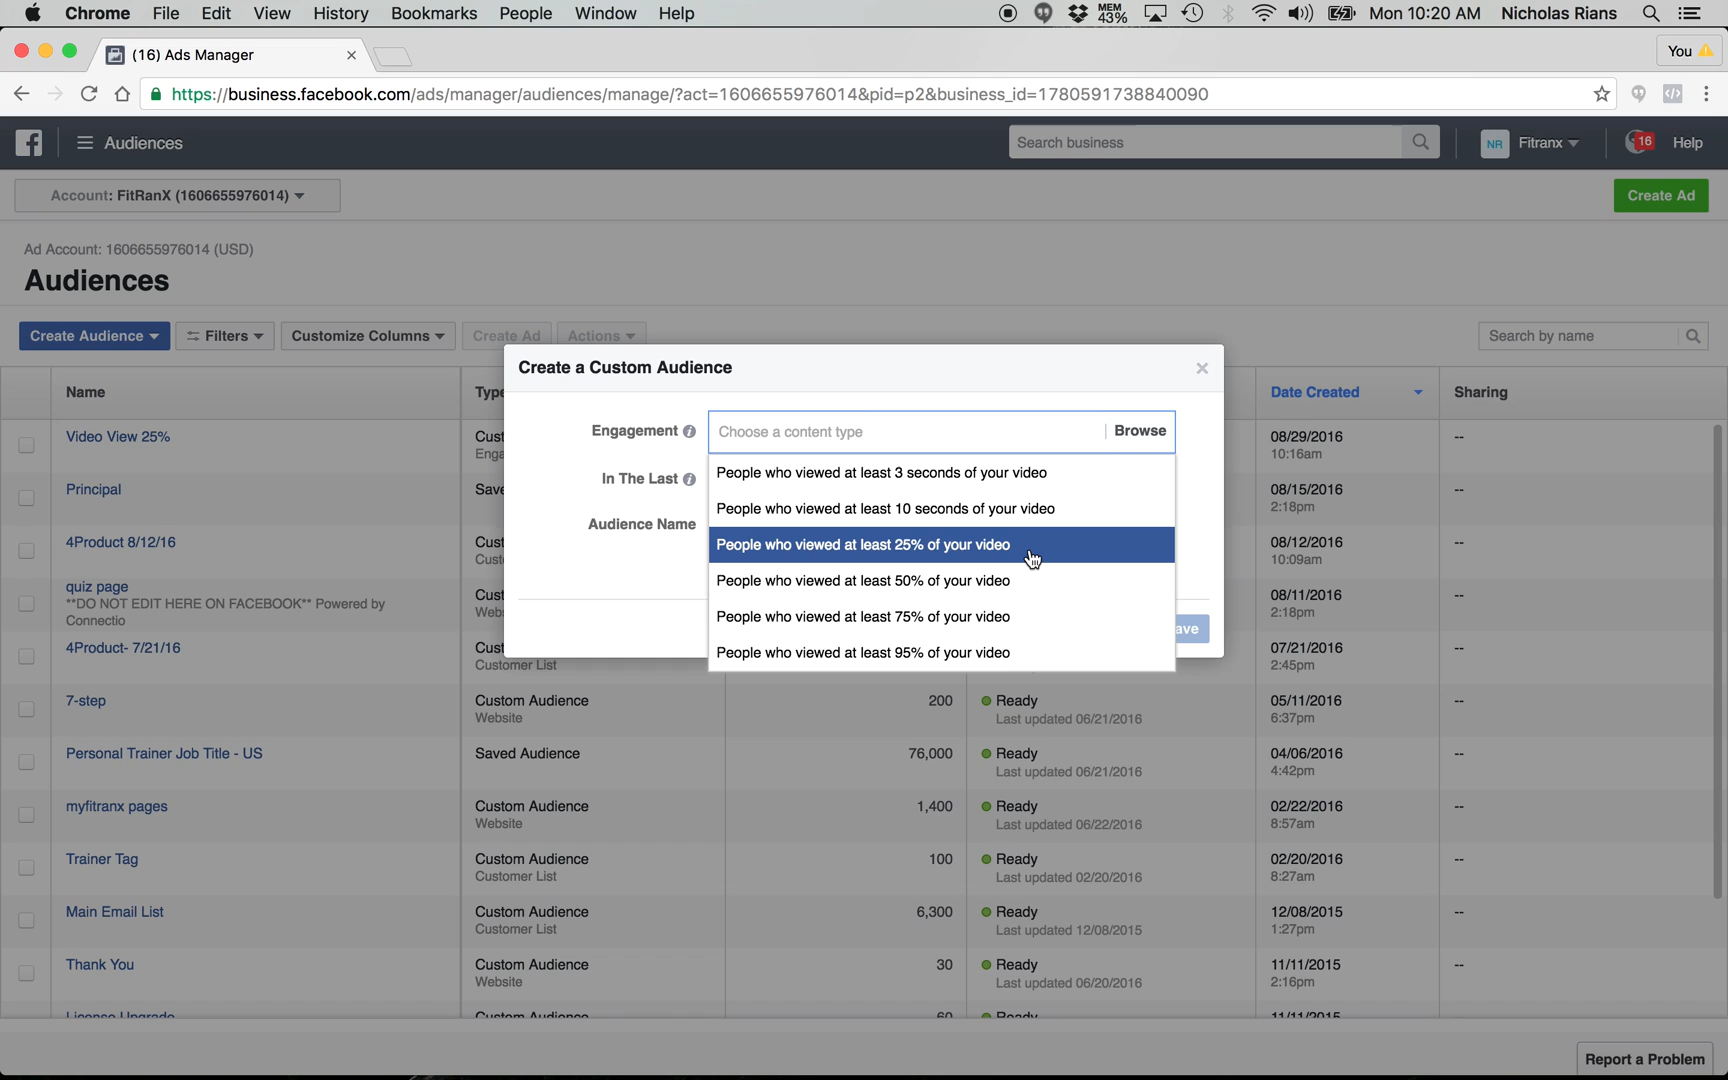 Chrome File Edit View History Bookmarks People Window Help MEM 43% Mon 10:20 AM Nicholas Rians
(16) Ads Manager You
https://business.facebook.com/ads/manager/audiences/manage/?act=1606655976014&pid=p2&business_id=1780591738840090
Audiences Search business NR Fitranx 16 Help
Account: FitRanX (1606655976014) Create Ad
Ad Account: 1606655976014 (USD)
Audiences
Create Audience Filters Customize Columns Create Ad Actions Search by name
Create a Custom Audience
Name Type Date Created Sharing
Engagement Choose a content type Browse
Video View 25% Cust 08/29/2016 --
Enga 10:16am
People who viewed at least 3 seconds of your video
In The Last
Principal Save 08/15/2016 --
2:18pm
People who viewed at least 10 seconds of your video
Audience Name
4Product 8/12/16 Cust People who viewed at least 25% of your video 08/12/2016 --
Cust 10:09am
People who viewed at least 50% of your video
quiz page Cust 08/11/2016 --
**DO NOT EDIT HERE ON FACEBOOK** Powered by Web 2:18pm
Connectio
People who viewed at least 75% of your video
ave
4Product- 7/21/16 Cust People who viewed at least 95% of your video 07/21/2016 --
Customer List 2:45pm
7-step Custom Audience 200 Ready 05/11/2016 --
Website Last updated 06/21/2016 6:37pm
Personal Trainer Job Title - US Saved Audience 76,000 Ready 04/06/2016 --
Last updated 06/21/2016 4:42pm
myfitranx pages Custom Audience 1,400 Ready 02/22/2016 --
Website Last updated 06/22/2016 8:57am
Trainer Tag Custom Audience 100 Ready 02/20/2016 --
Customer List Last updated 02/20/2016 8:27am
Main Email List Custom Audience 6,300 Ready 12/08/2015 --
Customer List Last updated 12/08/2015 1:27pm
Thank You Custom Audience 30 Ready 11/11/2015 --
Website Last updated 06/20/2016 2:16pm
License Upgrade Custom Audience 60 Ready 11/11/2015
Report a Problem